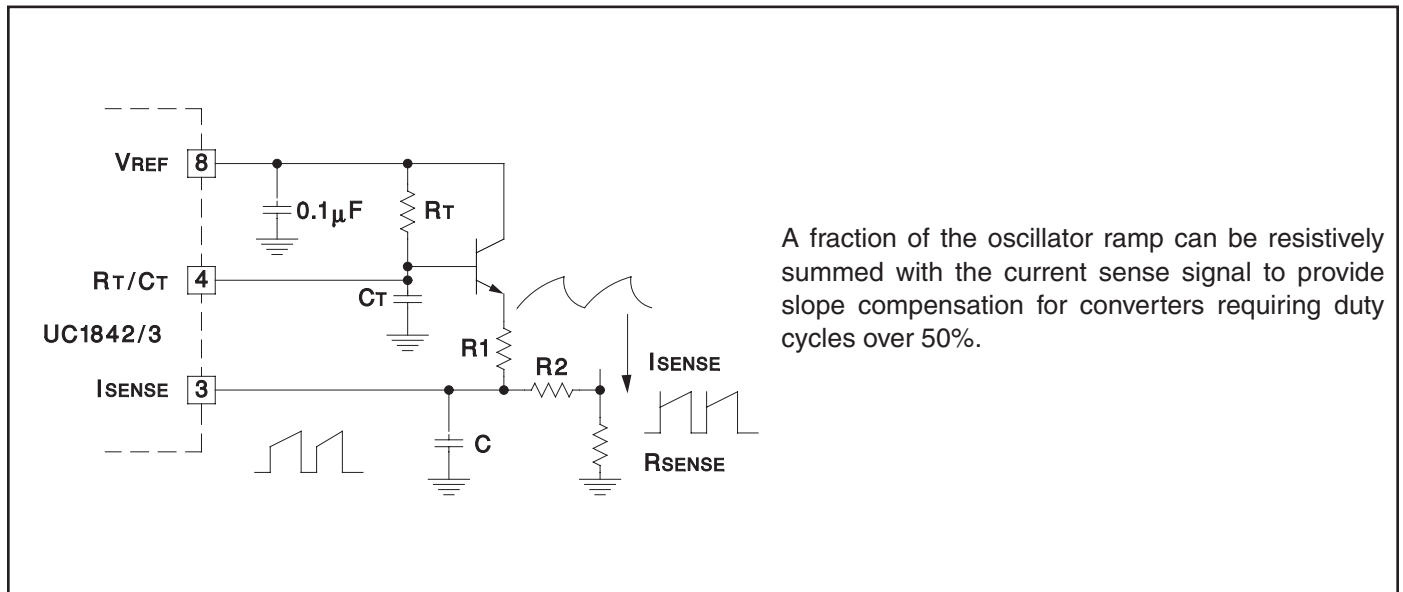 VREF 8
0.1μF RT
RT/CT 4
CT
UC1842/3
R1
R2
ISENSE
ISENSE 3
C
RSENSE
A fraction of the oscillator ramp can be resistively
summed with the current sense signal to provide
slope compensation for converters requiring duty
cycles over 50%.